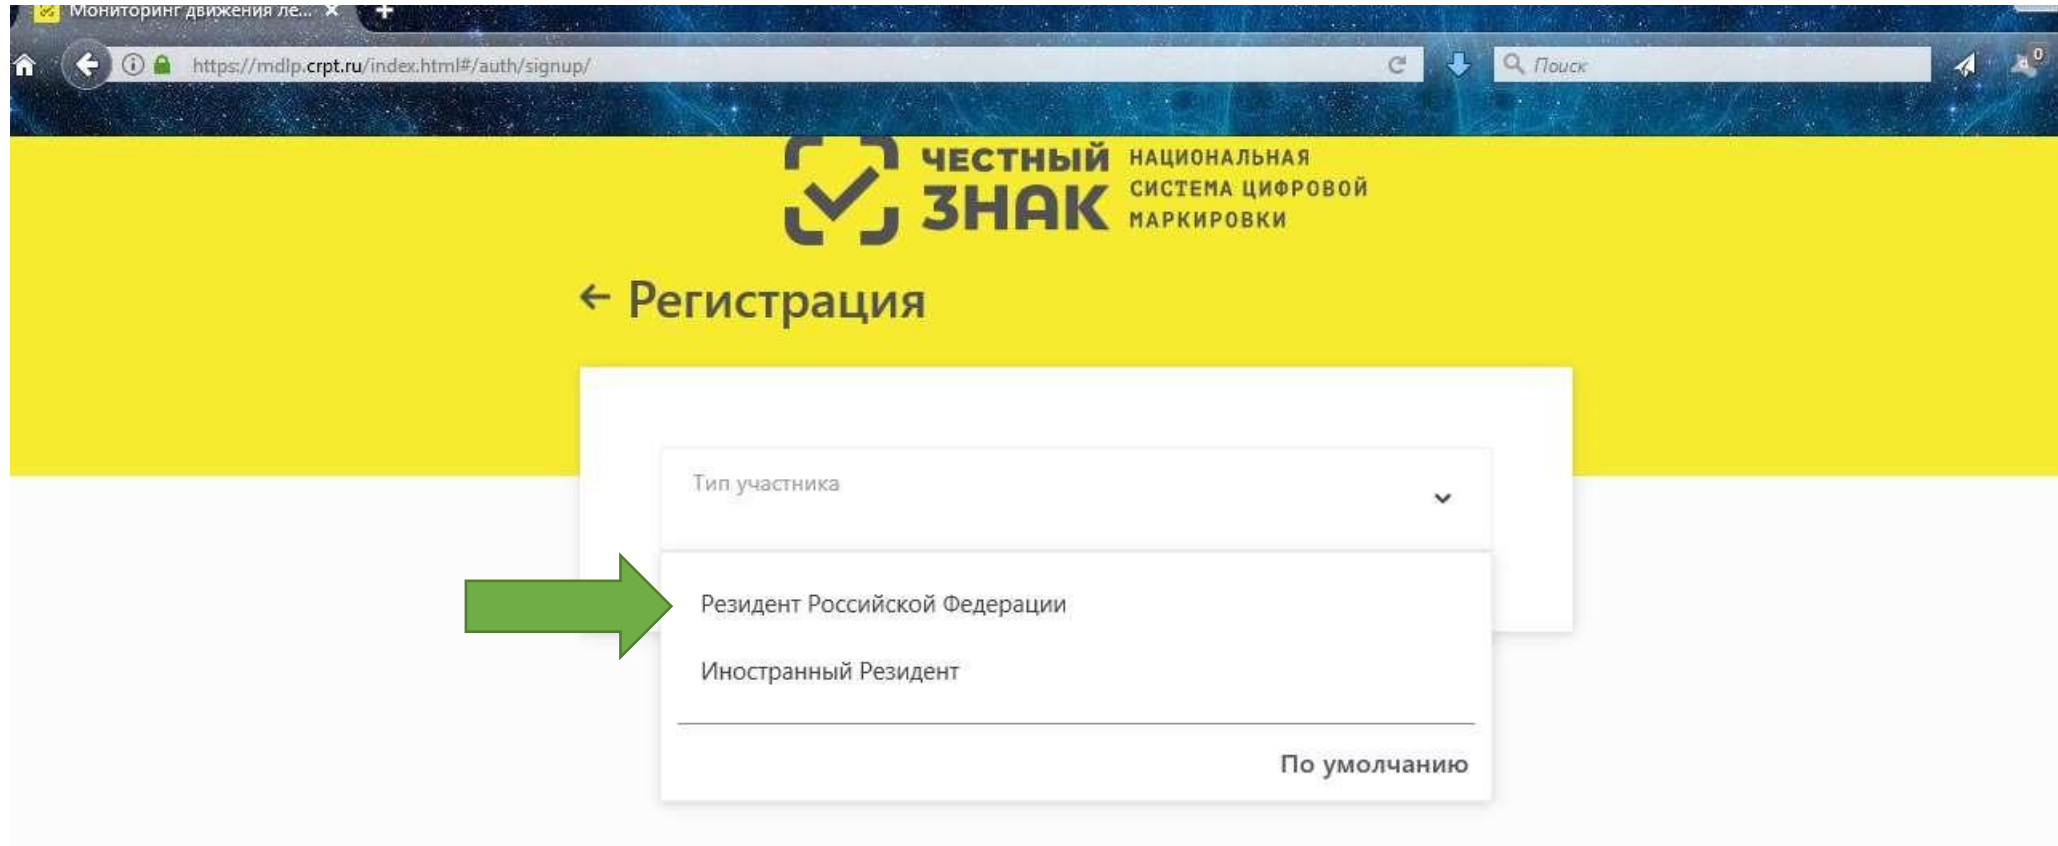 Мониторинг движения ле...
https://mdlp.crpt.ru/index.html#/auth/signup/
Поиск
0
ЧЕСТНЫЙ
ЗНАК
НАЦИОНАЛЬНАЯ
СИСТЕМА ЦИФРОВОЙ
МАРКИРОВКИ
← Регистрация
Тип участника
Резидент Российской Федерации
Иностранный Резидент
По умолчанию